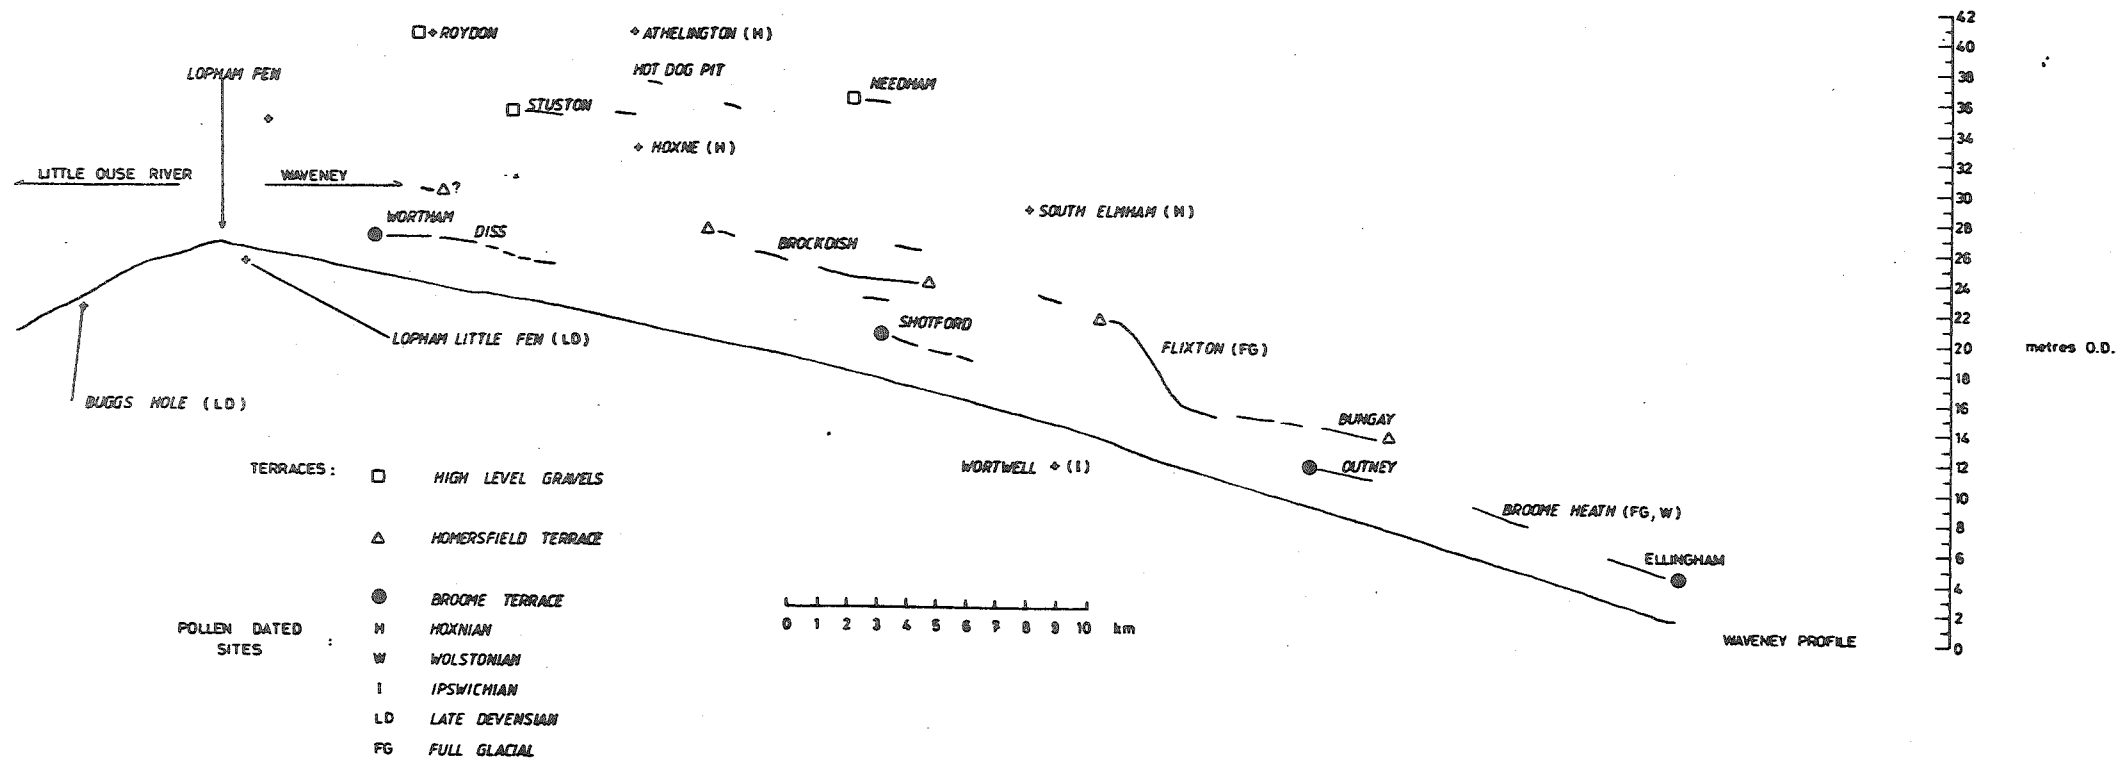 ROYDON
ATHELINGTON (H)
LOPHAM FEN
HOT DOG PIT
NEEDHAM
STUSTON
HOXNE (H)
LITTLE OUSE RIVER
WAVENEY
?
WORTHAM
DISS
SOUTH ELMHAM (H)
BROCKDISH
SHOTFORD
LOPHAM LITTLE FEN (LD)
FLIXTON (FG)
BUGGS HOLE (LD)
BUNGAY
WORTWELL (I)
OUTNEY
BROOME HEATH (FG, W)
ELLINGHAM
WAVENEY PROFILE
TERRACES:
HIGH LEVEL GRAVELS
HOMERSFIELD TERRACE
BROOME TERRACE
POLLEN DATED
SITES :
H HOXNIAN
W WOLSTONIAN
I IPSWICHIAN
LD LATE DEVENSIAN
FG FULL GLACIAL
0 1 2 3 4 5 6 7 8 9 10 km
42
40
38
36
34
32
30
28
26
24
22
20
18
16
14
12
10
8
6
4
2
0
metres O.D.